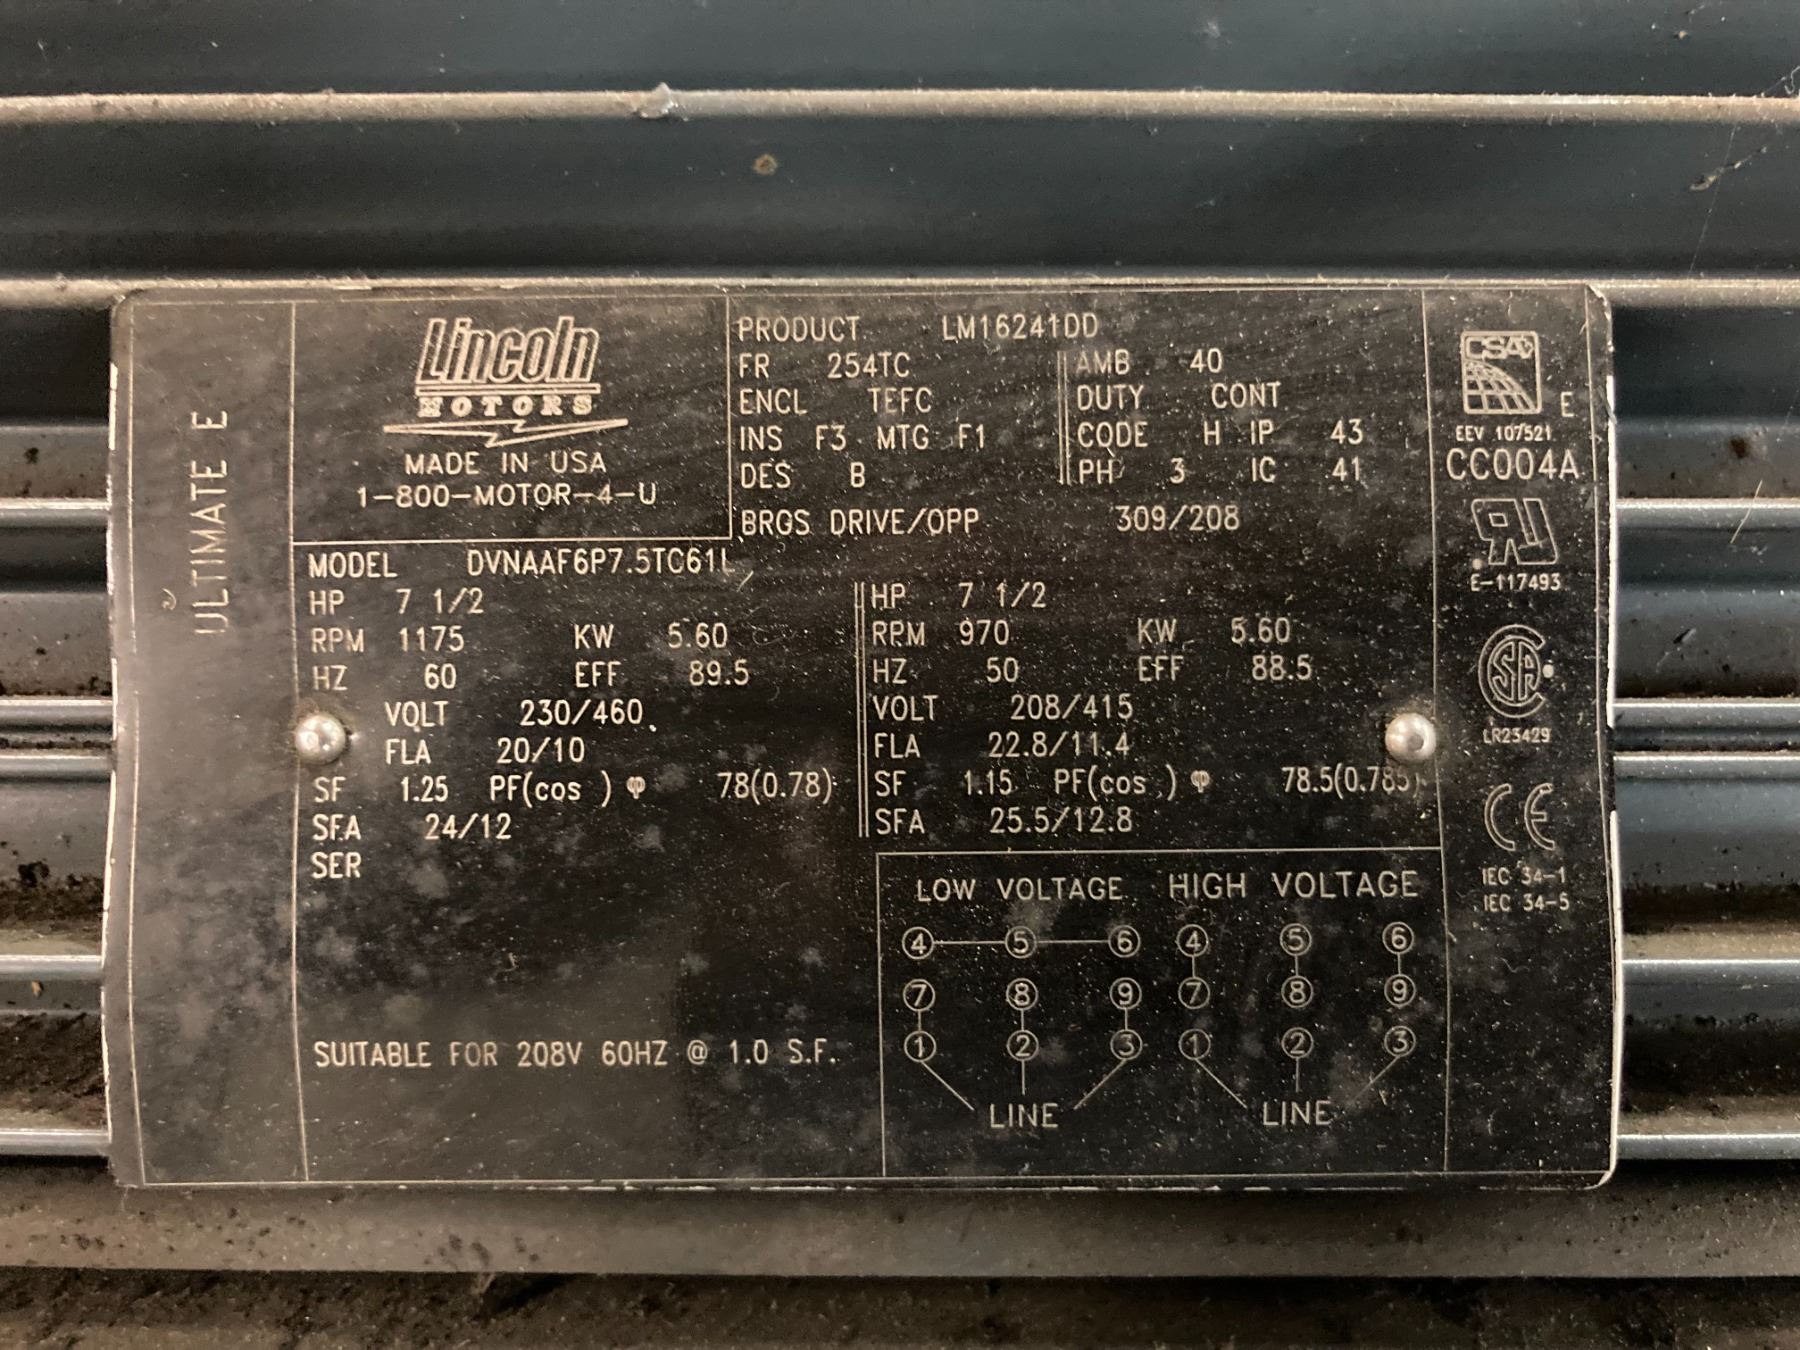 ULTIMATE E
Lincoln
MOTORS
MADE IN USA
1-800-MOTOR-4-U
PRODUCT LM16241DD
FR 254TC AMB 40
ENCL TEFC DUTY CONT
INS F3 MTG F1 CODE H IP 43
DES B PH 3 IC 41
BRGS DRIVE/OPP 309/208
MODEL DVNAAF6P7.5TC61L
HP 7 1/2
RPM 1175 KW 5.60
HZ 60 EFF 89.5
VOLT 230/460
FLA 20/10
SF 1.25 PF(cos ) φ 78(0.78)
SFA 24/12
SER
SUITABLE FOR 208V 60HZ @ 1.0 S.F.
HP 7 1/2
RPM 970 KW 5.60
HZ 50 EFF 88.5
VOLT 208/415
FLA 22.8/11.4
SF 1.15 PF(cos ) φ 78.5(0.785)
SFA 25.5/12.8
LOW VOLTAGE HIGH VOLTAGE
4 5 6 4 5 6
7 8 9 7 8 9
1 2 3 1 2 3
LINE LINE
CSA
E
EEV 107521
CC004A
RU
E-117493
SA
LR23429
CE
IEC 34-1
IEC 34-5